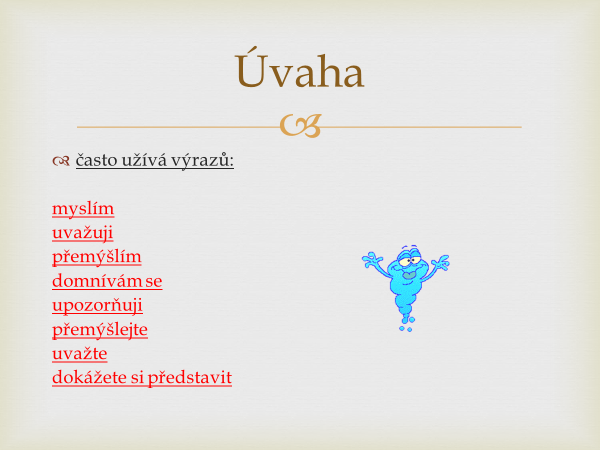 Úvaha
často užívá výrazů:
myslím
uvažuji
přemýšlím
domnívám se
upozorňuji
přemýšlejte
uvažte
dokážete si představit